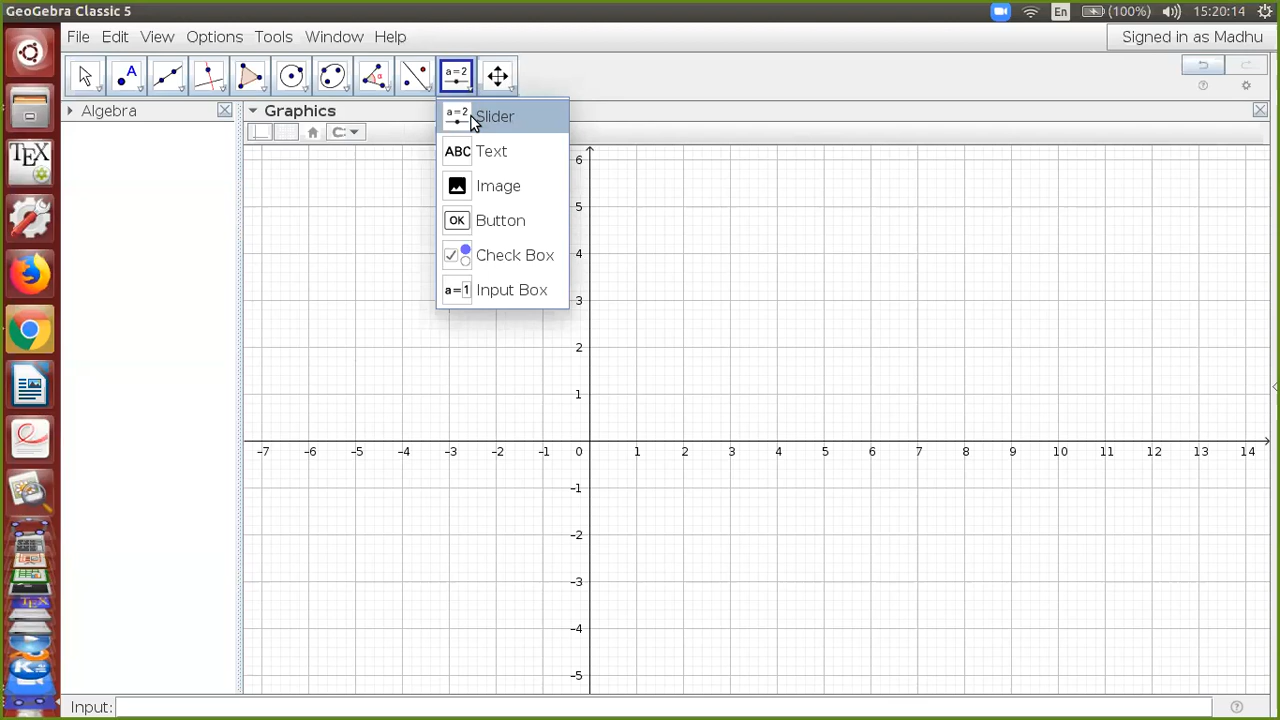 GeoGebra Classic 5
En (100%) 15:20:14
File Edit View Options Tools Window Help
Signed in as Madhu
A α a=2
Algebra
Graphics
a=2 Slider
ABC Text
Image
OK Button
Check Box
a=1 Input Box
TEX
6
5
4
3
2
1
-7 -6 -5 -4 -3 -2 -1 0 1 2 3 4 5 6 7 8 9 10 11 12 13 14
-1
-2
-3
-4
-5
Input: